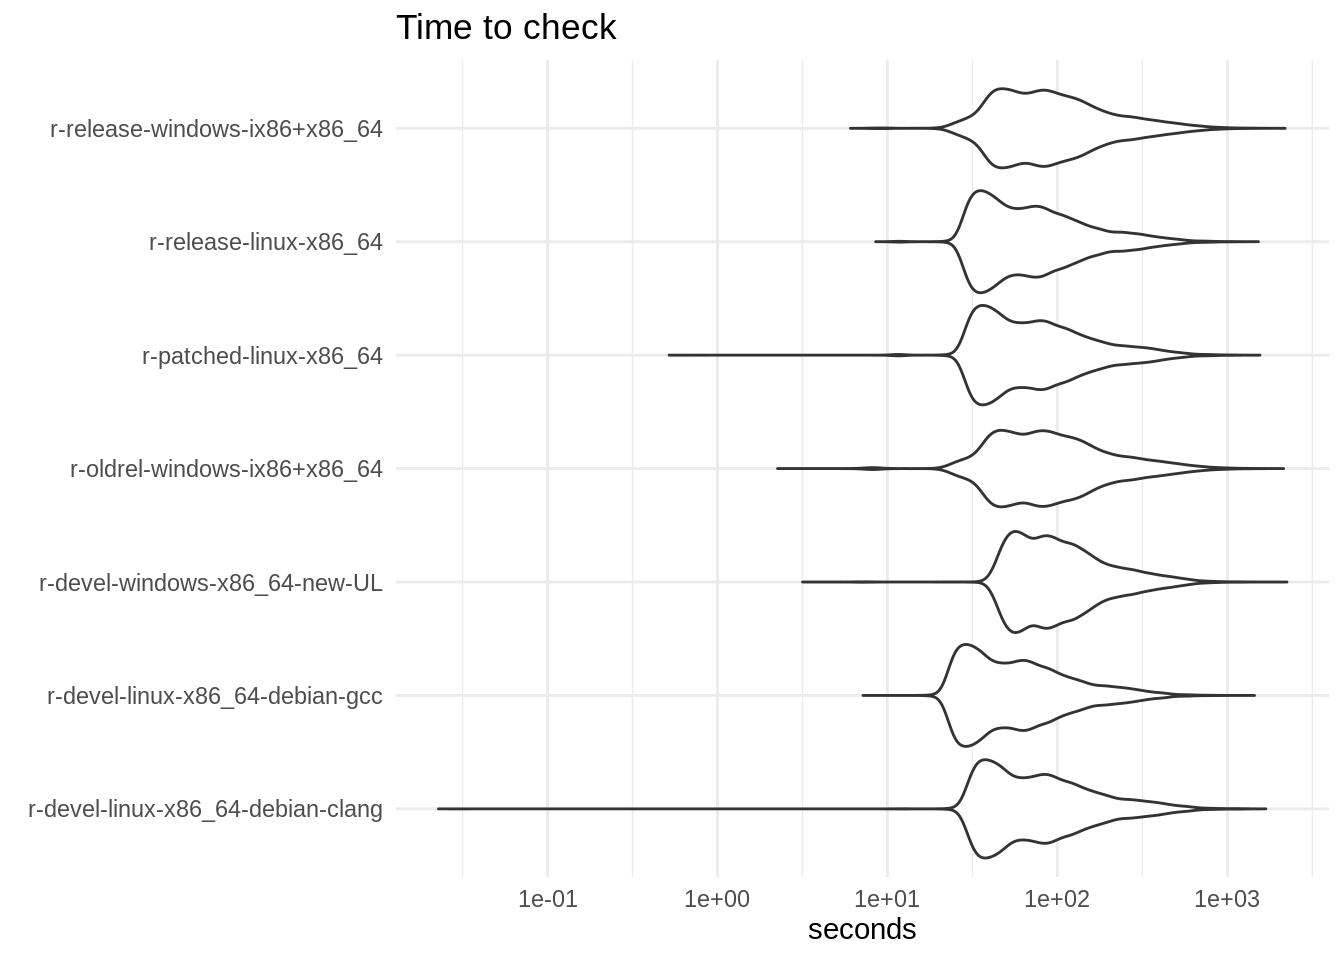 Time to check
r-release-windows-ix86+x86_64
r-release-linux-x86_64
r-patched-linux-x86_64
r-oldrel-windows-ix86+x86_64
r-devel-windows-x86_64-new-UL
r-devel-linux-x86_64-debian-gcc
r-devel-linux-x86_64-debian-clang
1e-01 1e+00 1e+01 1e+02 1e+03
seconds